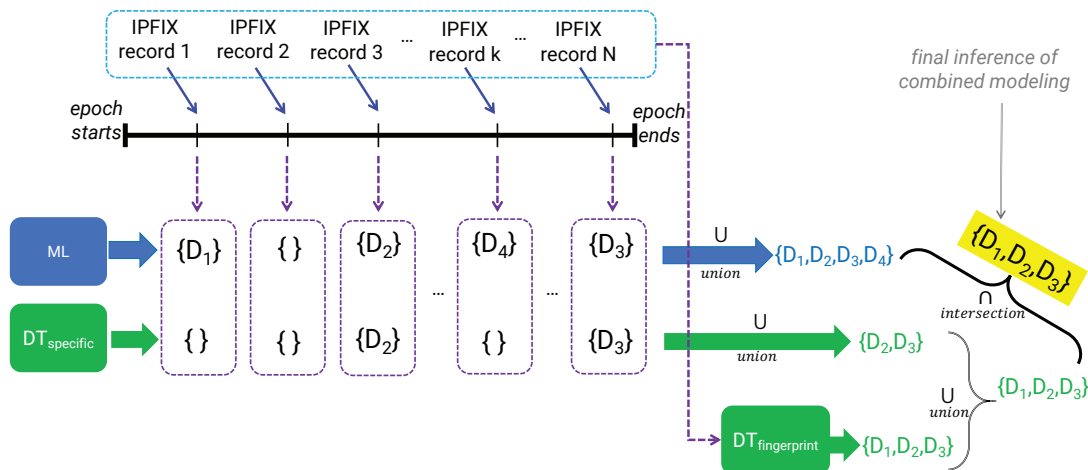 IPFIX record 1
IPFIX record 2
IPFIX record 3
...
IPFIX record k
...
IPFIX record N
epoch starts
epoch ends
final inference of
combined modeling
ML
{D₁}
{ }
{D₂}
{D₄}
{D₃}
U
union
{D₁,D₂,D₃,D₄}
...
...
∩
intersection
{D₁,D₂,D₃}
DTspecific
{ }
{ }
{D₂}
{ }
{D₃}
U
union
{D₂,D₃}
U
union
{D₁,D₂,D₃}
DTfingerprint
{D₁,D₂,D₃}